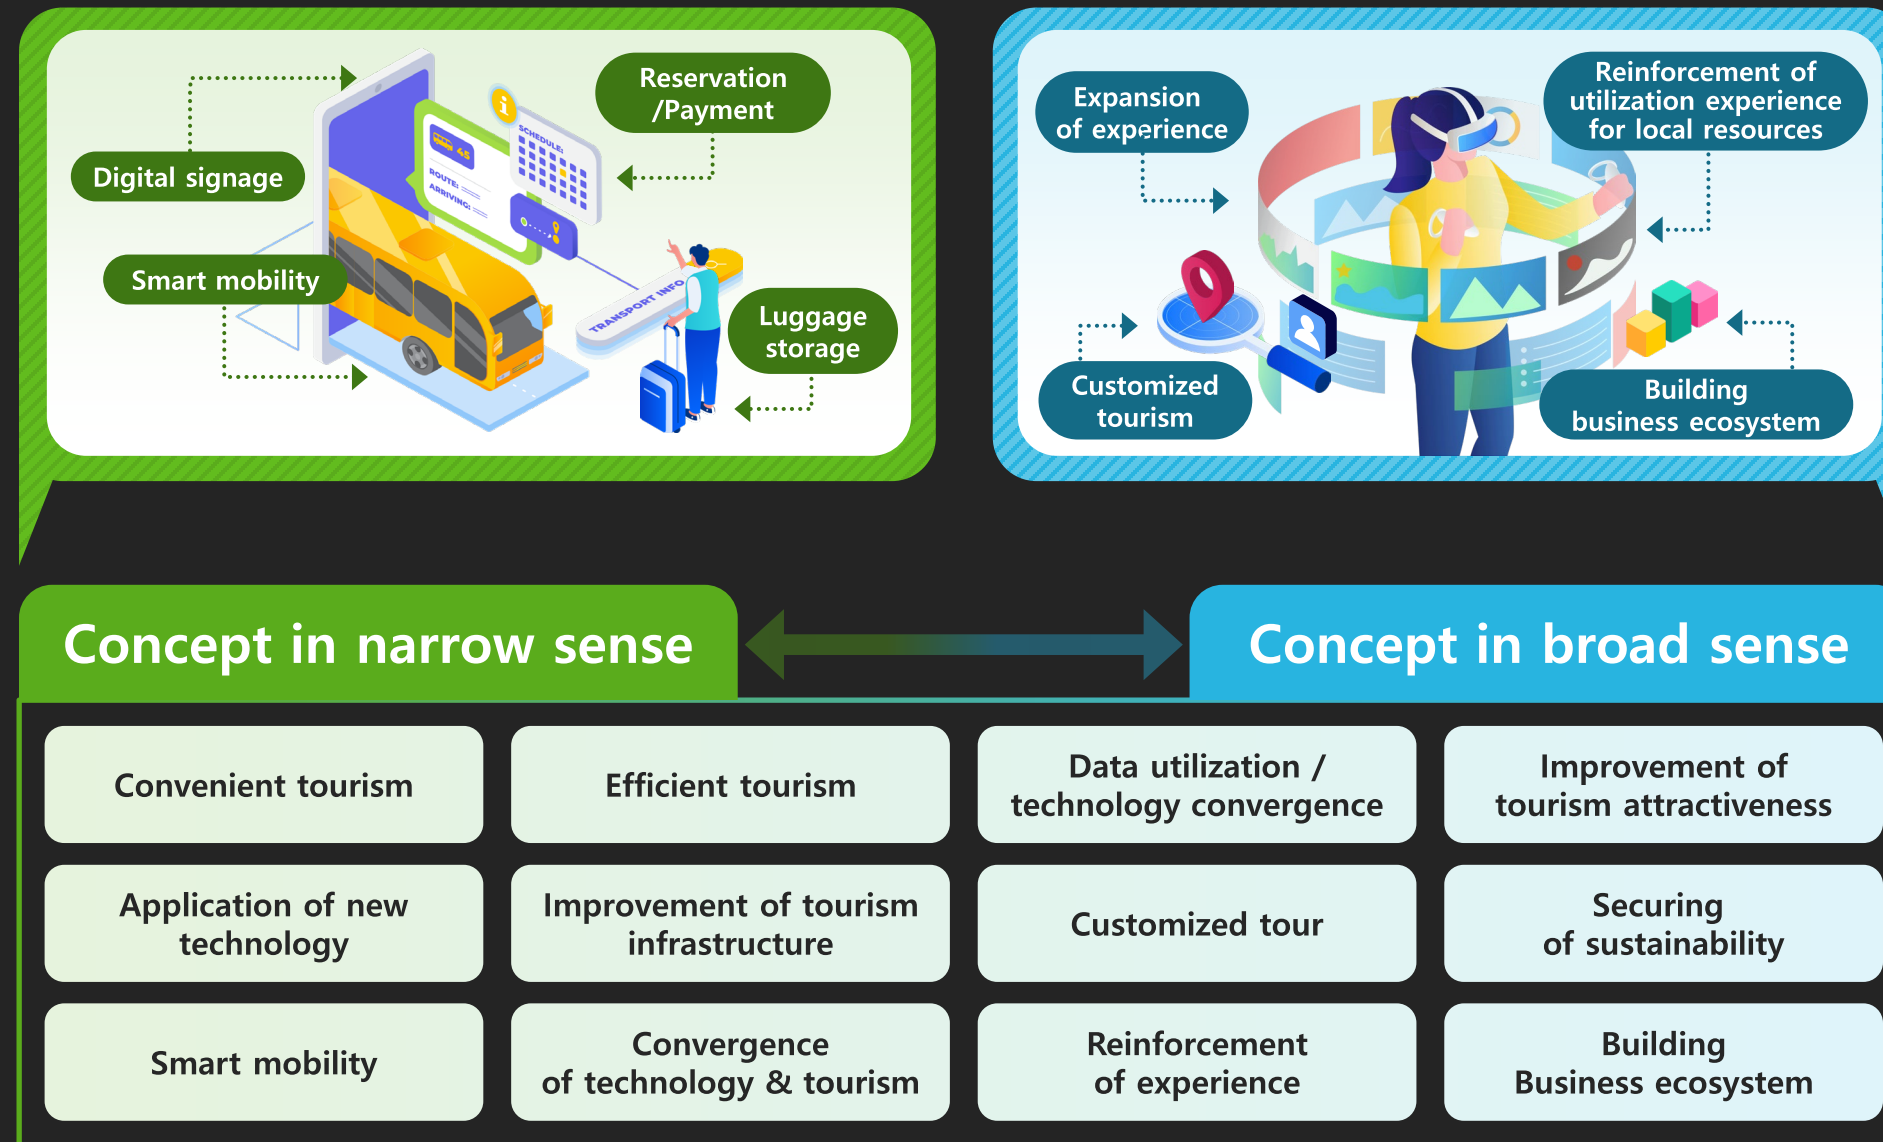 Digital signage
Smart mobility
Reservation
/Payment
Luggage
storage
i
SCHEDULE:
45
ROUTE:
ARRIVING:
TRANSPORT INFO
Expansion
of experience
Reinforcement of
utilization experience
for local resources
Customized
tourism
Building
business ecosystem
Concept in narrow sense
Concept in broad sense
Convenient tourism
Efficient tourism
Data utilization /
technology convergence
Improvement of
tourism attractiveness
Application of new
technology
Improvement of tourism
infrastructure
Customized tour
Securing
of sustainability
Smart mobility
Convergence
of technology & tourism
Reinforcement
of experience
Building
Business ecosystem